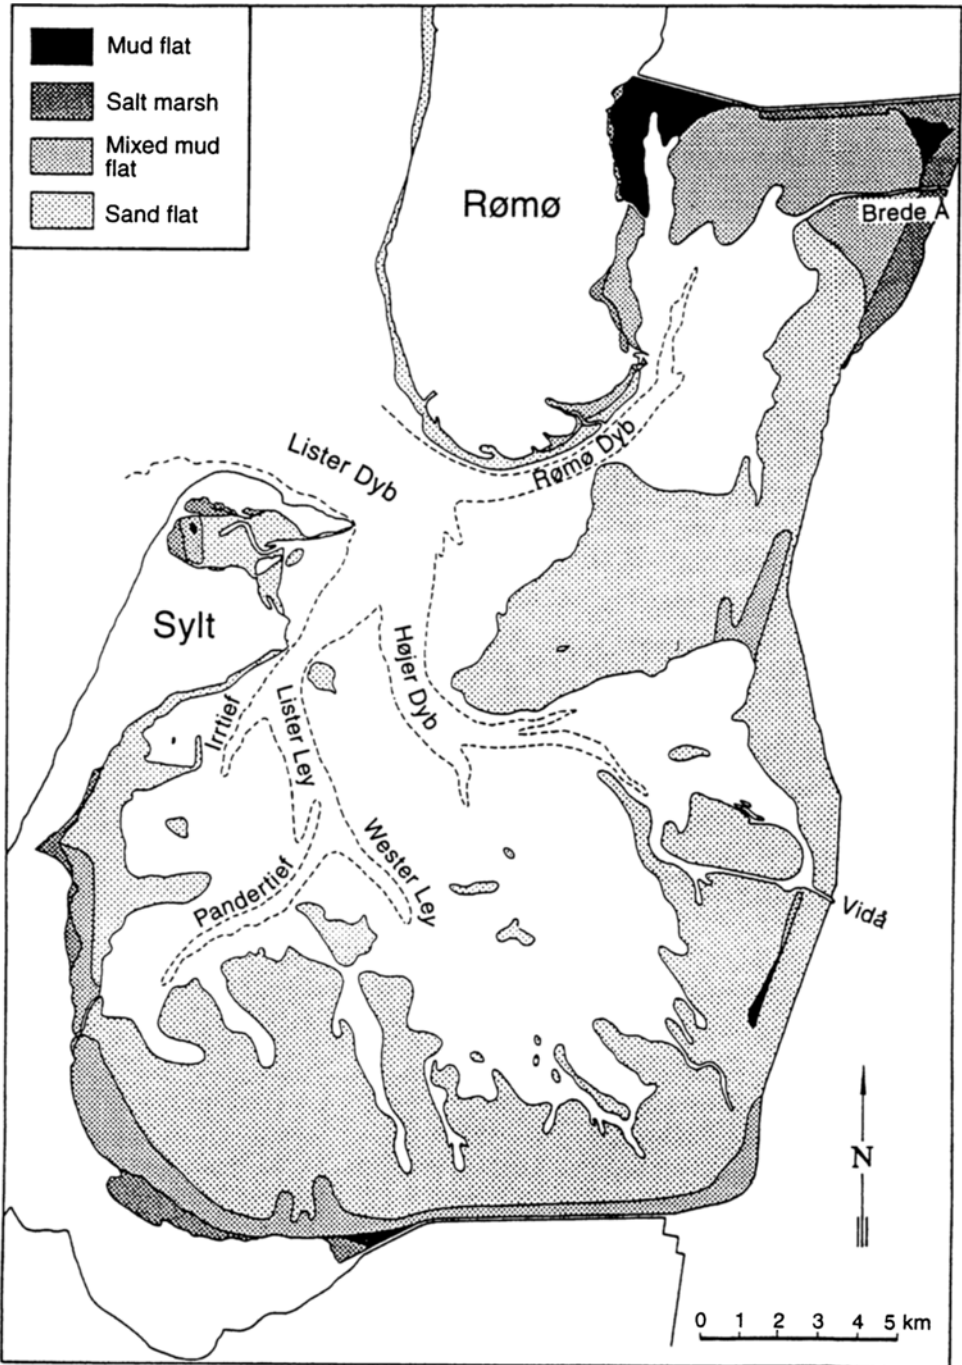 Mud flat
Salt marsh
Mixed mud
flat
Sand flat
Rømø
Brede Å
Lister Dyb
Rømø Dyb
Sylt
Højer Dyb
Irrtief
Lister Ley
Wester Ley
Pandertief
Vidå
N
0 1 2 3 4 5 km